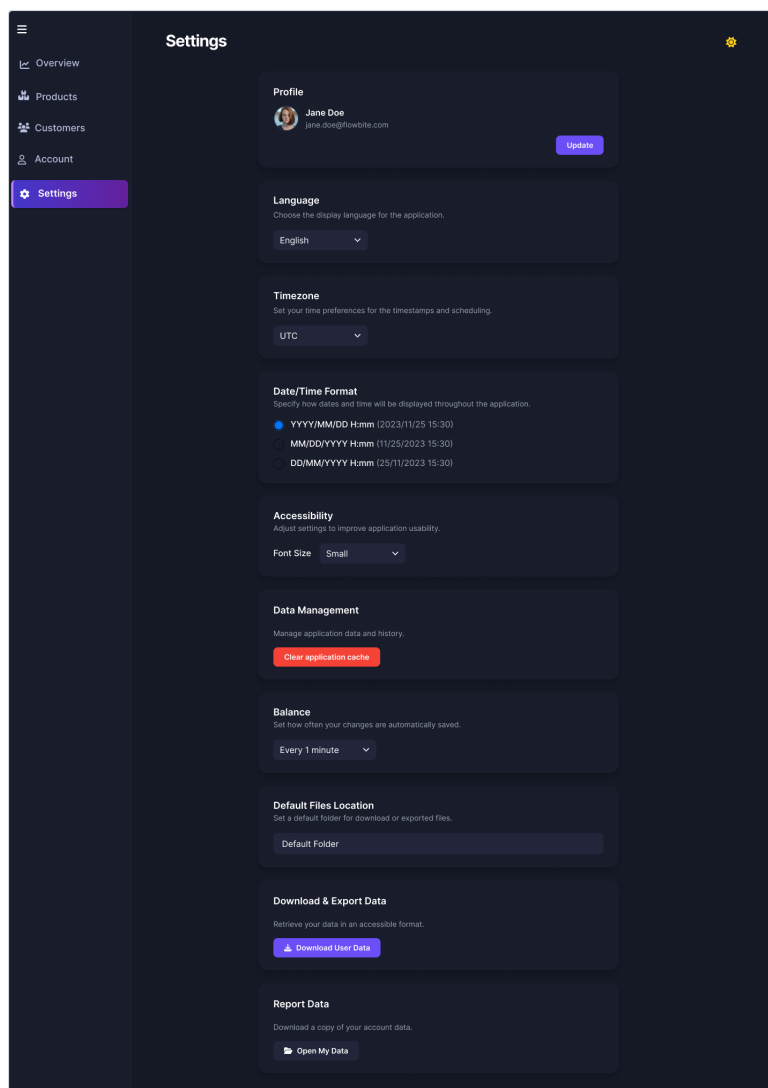 Settings
Overview
Products
Customers
Account
Settings
Profile
Jane Doe
jane.doe@flowbite.com
Update
Language
Choose the display language for the application.
English
Timezone
Set your time preferences for the timestamps and scheduling.
UTC
Date/Time Format
Specify how dates and time will be displayed throughout the application.
YYYY/MM/DD H:mm (2023/11/25 15:30)
MM/DD/YYYY H:mm (11/25/2023 15:30)
DD/MM/YYYY H:mm (25/11/2023 15:30)
Accessibility
Adjust settings to improve application usability.
Font Size Small
Data Management
Manage application data and history.
Clear application cache
Balance
Set how often your changes are automatically saved.
Every 1 minute
Default Files Location
Set a default folder for download or exported files.
Default Folder
Download & Export Data
Retrieve your data in an accessible format.
Download User Data
Report Data
Download a copy of your account data.
Open My Data